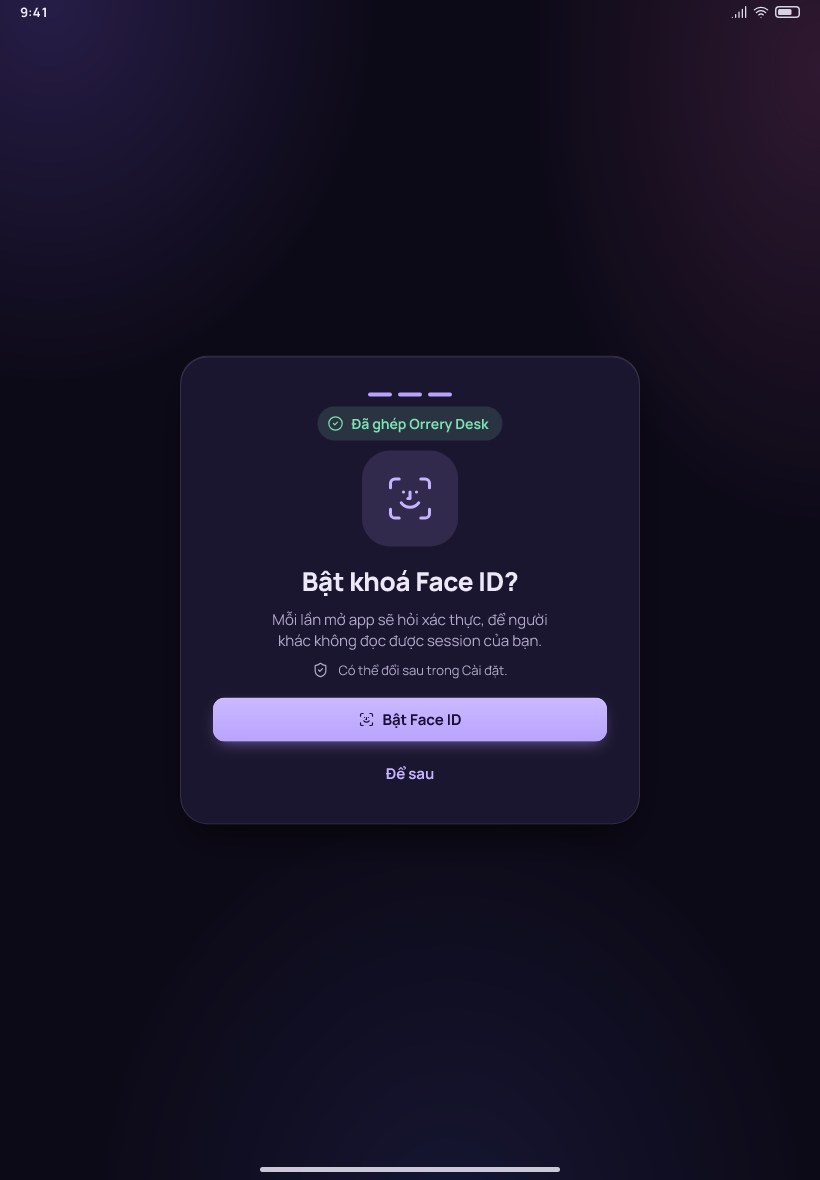 9:41
Đã ghép Orrery Desk
Bật khoá Face ID?
Mỗi lần mở app sẽ hỏi xác thực, để người
khác không đọc được session của bạn.
Có thể đổi sau trong Cài đặt.
Bật Face ID
Để sau